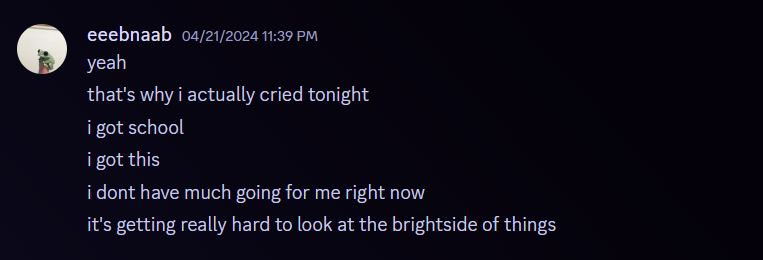 eeebnaab 04/21/2024 11:39 PM
yeah
that's why i actually cried tonight
i got school
i got this
i dont have much going for me right now
it's getting really hard to look at the brightside of things